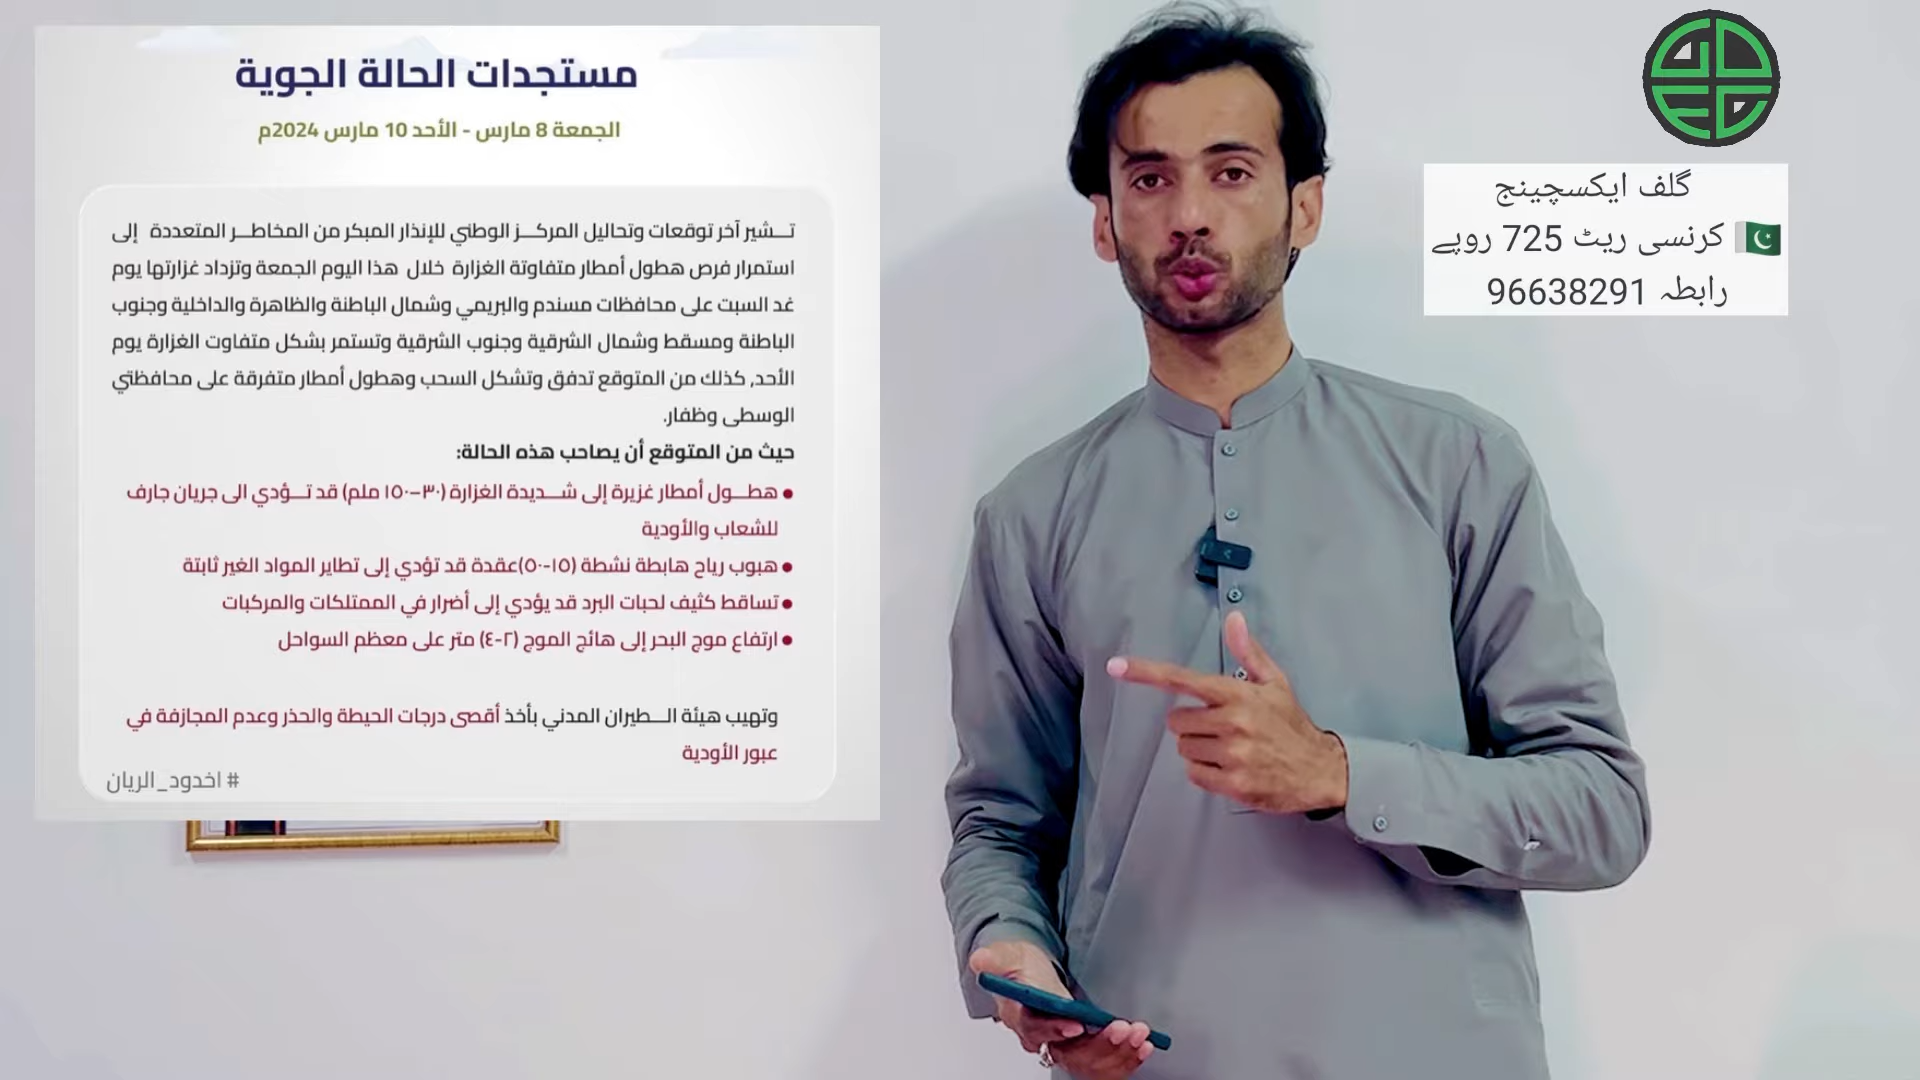 مستجدات الحالة الجوية
الجمعة 8 مارس - الأحد 10 مارس 2024م
تـــشير آخر توقعات وتحاليل المركـــز الوطني للإنذار المبكر من المخاطـــر المتعددة إلى
استمرار فرص هطول أمطار متفاوتة الغزارة خلال هذا اليوم الجمعة وتزداد غزارتها يوم
غد السبت على محافظات مسندم والبريمي وشمال الباطنة والظاهرة والداخلية وجنوب
الباطنة ومسقط وشمال الشرقية وجنوب الشرقية وتستمر بشكل متفاوت الغزارة يوم
الأحد, كذلك من المتوقع تدفق وتشكل السحب وهطول أمطار متفرقة على محافظتي
الوسطى وظفار.
حيث من المتوقع أن يصاحب هذه الحالة:
● هطـــول أمطار غزيرة إلى شـــديدة الغزارة (٣٠-١٥٠ ملم) قد تـــؤدي الى جريان جارف
للشعاب والأودية
● هبوب رياح هابطة نشطة (١٥-٥٠)عقدة قد تؤدي إلى تطاير المواد الغير ثابتة
● تساقط كثيف لحبات البرد قد يؤدي إلى أضرار في الممتلكات والمركبات
● ارتفاع موج البحر إلى هائج الموج (٢-٤) متر على معظم السواحل
وتهيب هيئة الـــطيران المدني بأخذ أقصى درجات الحيطة والحذر وعدم المجازفة في
عبور الأودية
# اخدود_الريان
گلف ایکسچینج
🇵🇰 کرنسی ریٹ 725 روپے
رابطہ 96638291